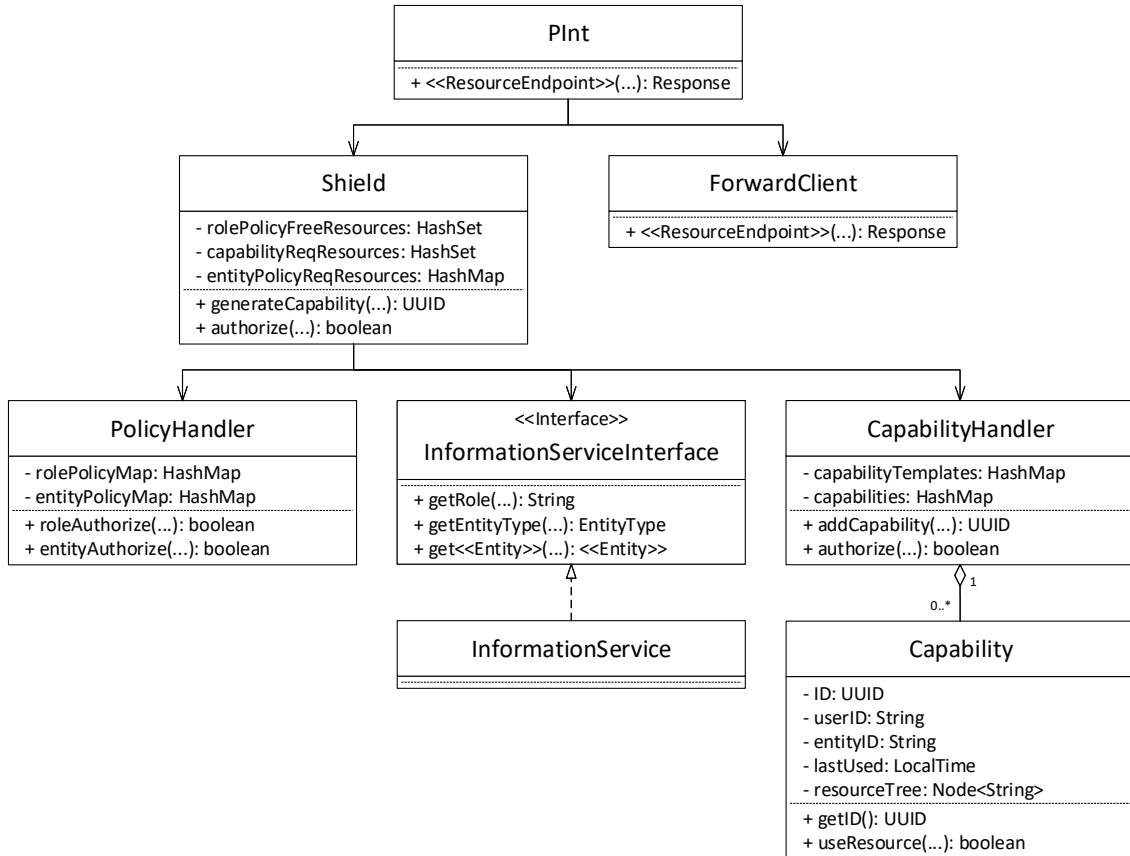 PInt
+ <<ResourceEndpoint>>(...): Response
Shield
- rolePolicyFreeResources: HashSet
- capabilityReqResources: HashSet
- entityPolicyReqResources: HashMap
+ generateCapability(...): UUID
+ authorize(...): boolean
ForwardClient
+ <<ResourceEndpoint>>(...): Response
PolicyHandler
- rolePolicyMap: HashMap
- entityPolicyMap: HashMap
+ roleAuthorize(...): boolean
+ entityAuthorize(...): boolean
<<Interface>>
InformationServiceInterface
+ getRole(...): String
+ getEntityType(...): EntityType
+ get<<Entity>>(...): <<Entity>>
CapabilityHandler
- capabilityTemplates: HashMap
- capabilities: HashMap
+ addCapability(...): UUID
+ authorize(...): boolean
1
0..*
InformationService
Capability
- ID: UUID
- userID: String
- entityID: String
- lastUsed: LocalTime
- resourceTree: Node<String>
+ getID(): UUID
+ useResource(...): boolean